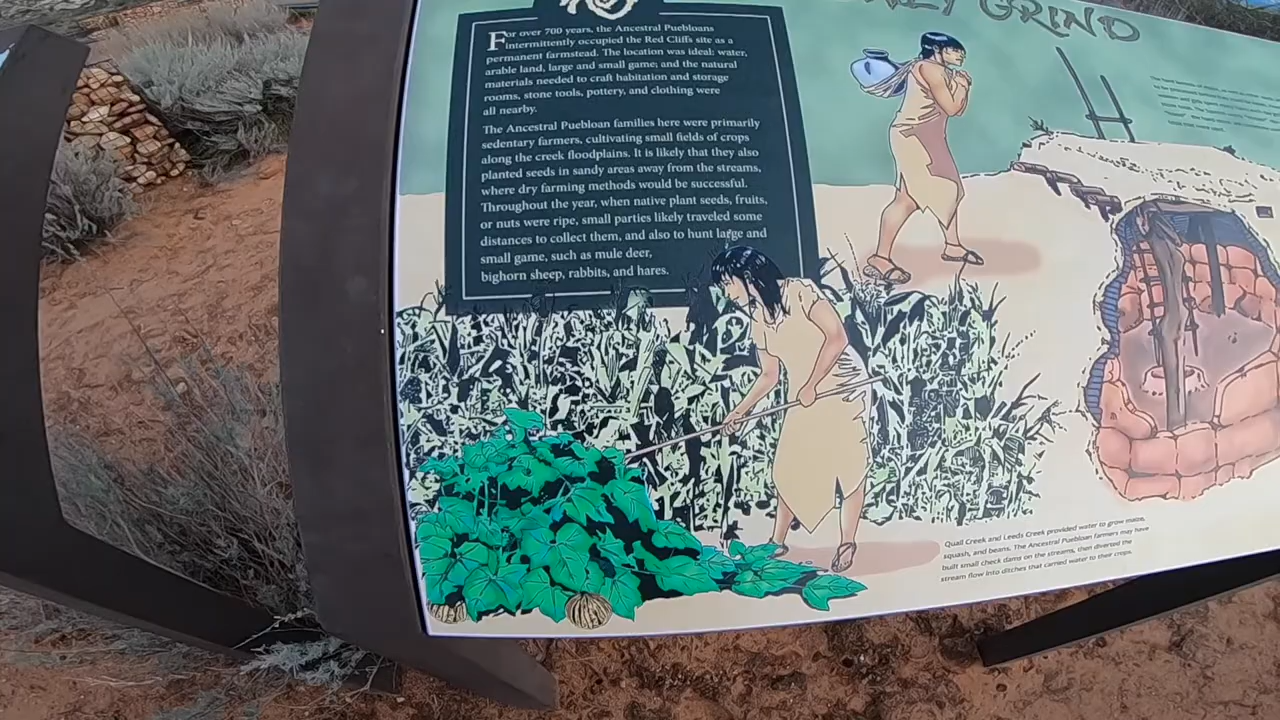 GRIND
For over 700 years, the Ancestral Puebloans
intermittently occupied the Red Cliffs site as a
permanent farmstead. The location was ideal: water,
arable land, large and small game; and the natural
materials needed to craft habitation and storage
rooms, stone tools, pottery, and clothing were
all nearby.
The Ancestral Puebloan families here were primarily
sedentary farmers, cultivating small fields of crops
along the creek floodplains. It is likely that they also
planted seeds in sandy areas away from the streams,
where dry farming methods would be successful.
Throughout the year, when native plant seeds, fruits,
or nuts were ripe, small parties likely traveled some
distances to collect them, and also to hunt large and
small game, such as mule deer,
bighorn sheep, rabbits, and hares.
Quail Creek and Leeds Creek provided water to grow maize,
squash, and beans. The Ancestral Puebloan farmers may have
built small check dams on the streams, then diverted the
stream flow into ditches that carried water to their crops.